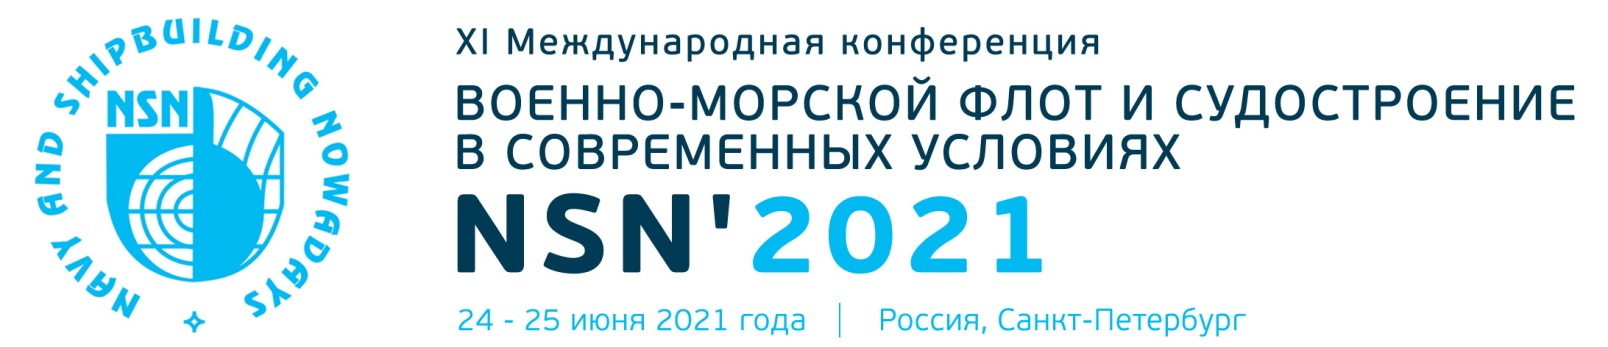 NAVY AND SHIPBUILDING NOWADAYS
NSN
XI Международная конференция
ВОЕННО-МОРСКОЙ ФЛОТ И СУДОСТРОЕНИЕ
В СОВРЕМЕННЫХ УСЛОВИЯХ
NSN'2021
24 - 25 июня 2021 года | Россия, Санкт-Петербург